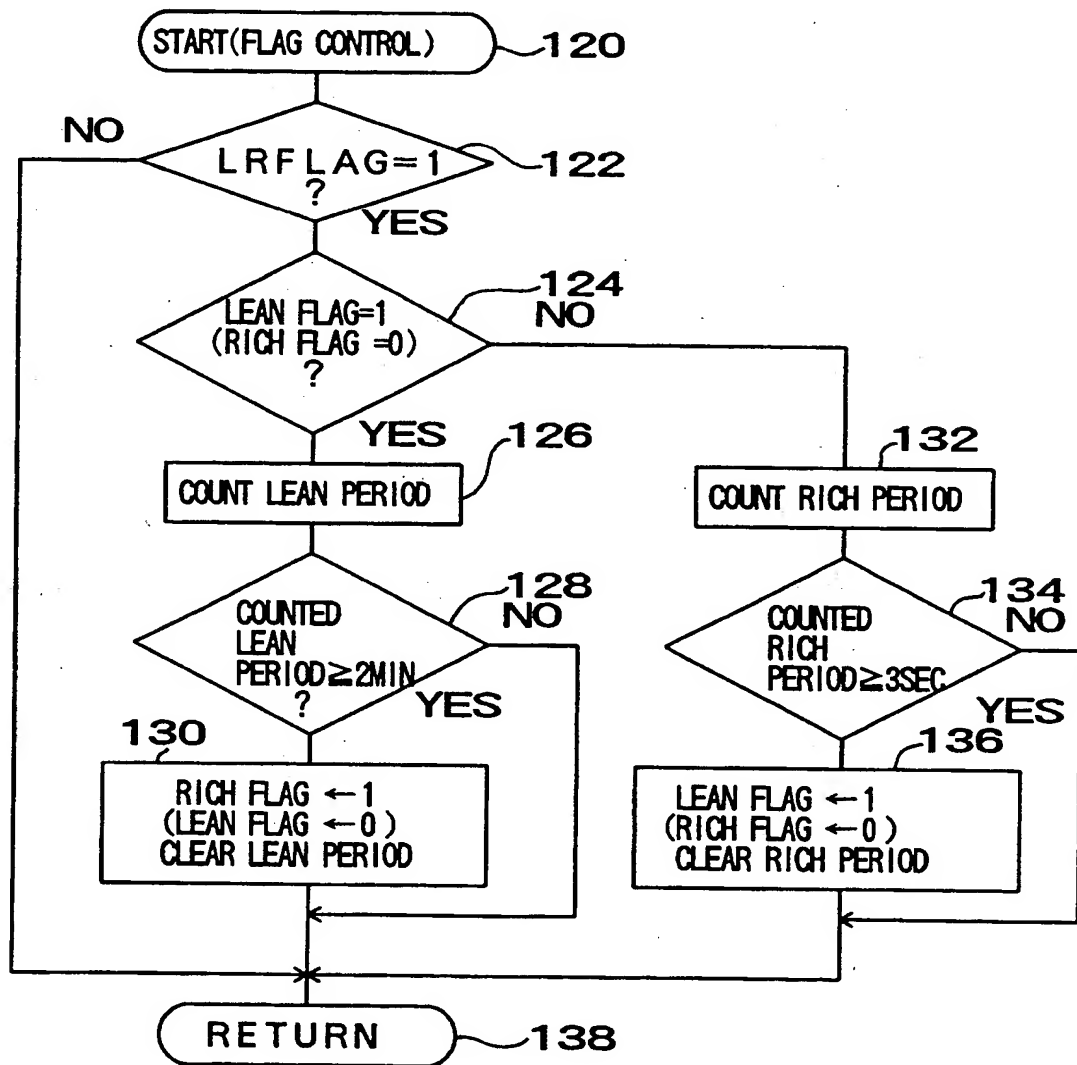 START(FLAG CONTROL)
120
NO
LRFLAG=1
?
122
YES
124
LEAN FLAG=1
(RICH FLAG =0)
?
NO
YES
126
COUNT LEAN PERIOD
132
COUNT RICH PERIOD
128
COUNTED
LEAN
PERIOD≧2MIN
?
NO
YES
134
COUNTED
RICH
PERIOD≧3SEC
NO
YES
130
RICH FLAG ←1
(LEAN FLAG ←0)
CLEAR LEAN PERIOD
136
LEAN FLAG ←1
(RICH FLAG ←0)
CLEAR RICH PERIOD
RETURN
138